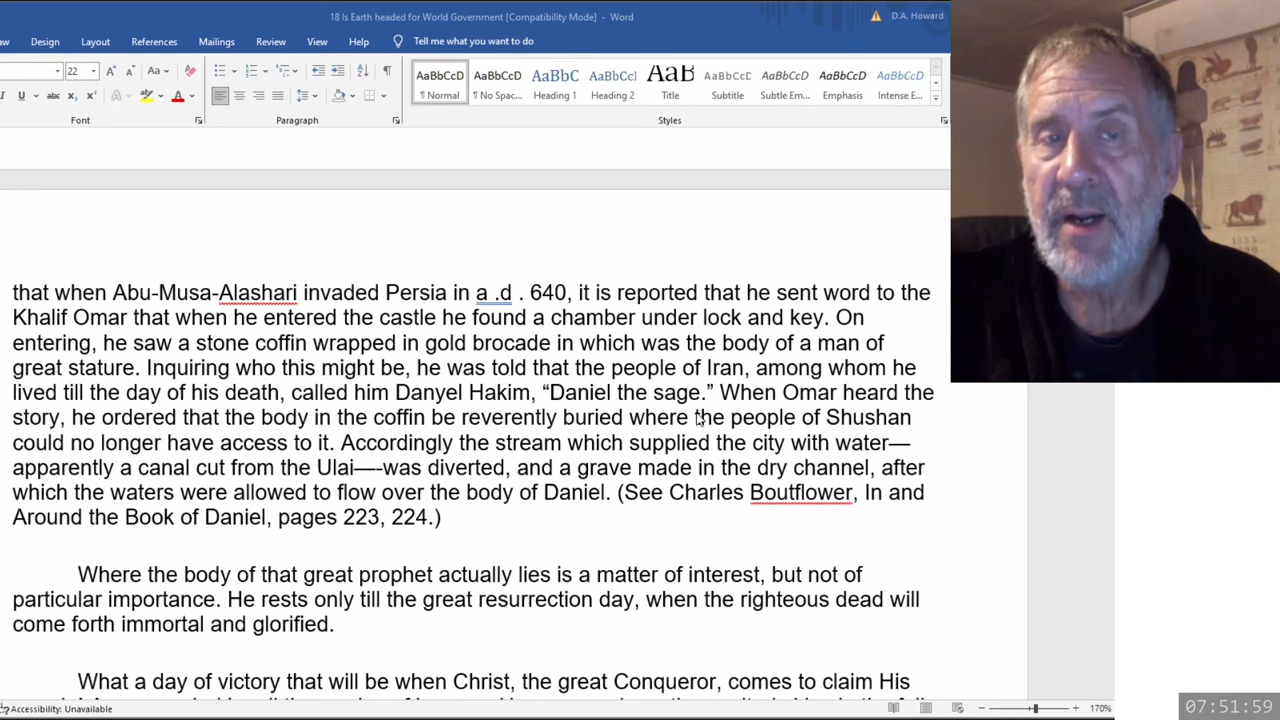 18 Is Earth headed for World Government [Compatibility Mode] - Word
D.A. Howard
Design Layout References Mailings Review View Help Tell me what you want to do
22
Aa
AaBbCcD AaBbCcD AaBbC AaBbCcl AaB AaBbCcD AaBbCcD AaBbCcD AaBbCcD
¶ Normal ¶ No Spac... Heading 1 Heading 2 Title Subtitle Subtle Em... Emphasis Intense E...
Font Paragraph Styles
that when Abu-Musa-Alashari invaded Persia in a .d . 640, it is reported that he sent word to the
Khalif Omar that when he entered the castle he found a chamber under lock and key. On
entering, he saw a stone coffin wrapped in gold brocade in which was the body of a man of
great stature. Inquiring who this might be, he was told that the people of Iran, among whom he
lived till the day of his death, called him Danyel Hakim, “Daniel the sage.” When Omar heard the
story, he ordered that the body in the coffin be reverently buried where the people of Shushan
could no longer have access to it. Accordingly the stream which supplied the city with water—
apparently a canal cut from the Ulai—-was diverted, and a grave made in the dry channel, after
which the waters were allowed to flow over the body of Daniel. (See Charles Boutflower, In and
Around the Book of Daniel, pages 223, 224.)
Where the body of that great prophet actually lies is a matter of interest, but not of
particular importance. He rests only till the great resurrection day, when the righteous dead will
come forth immortal and glorified.
What a day of victory that will be when Christ, the great Conqueror, comes to claim His
Accessibility: Unavailable
170%
07:51:59